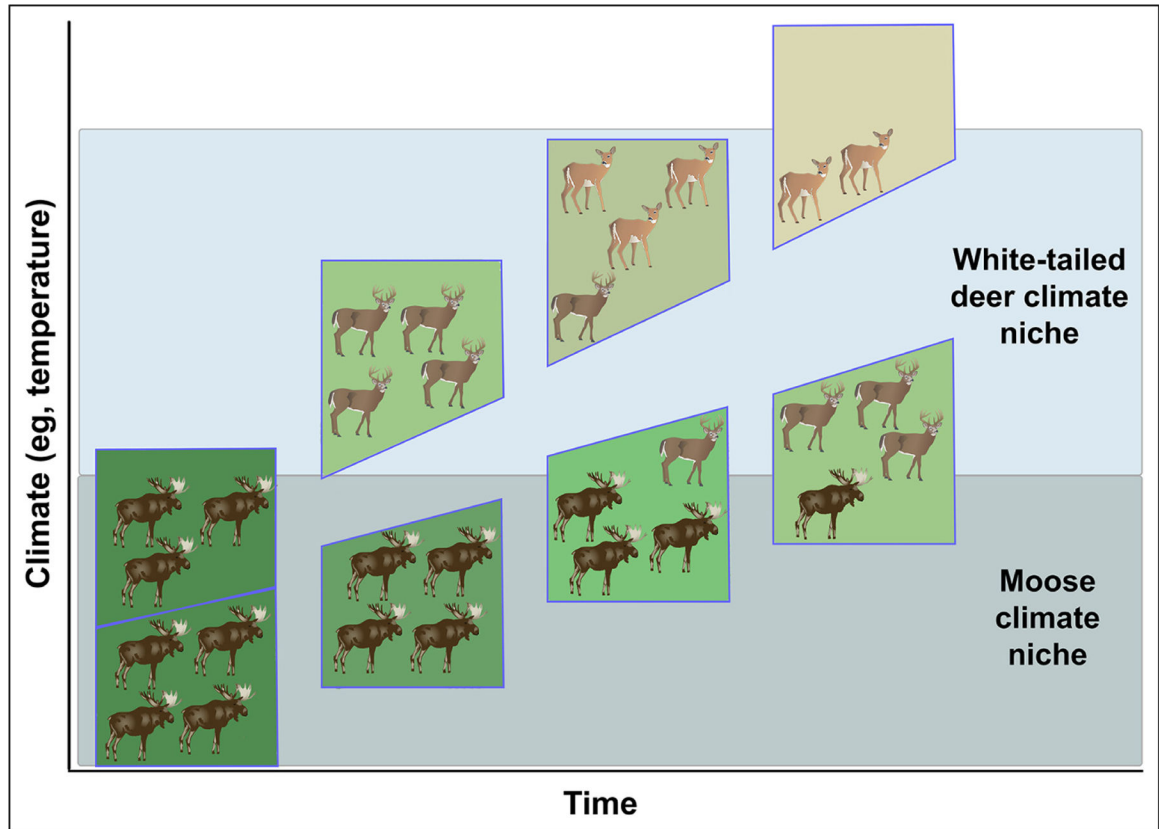 Climate (eg, temperature)
White-tailed
deer climate
niche
Moose
climate
niche
Time